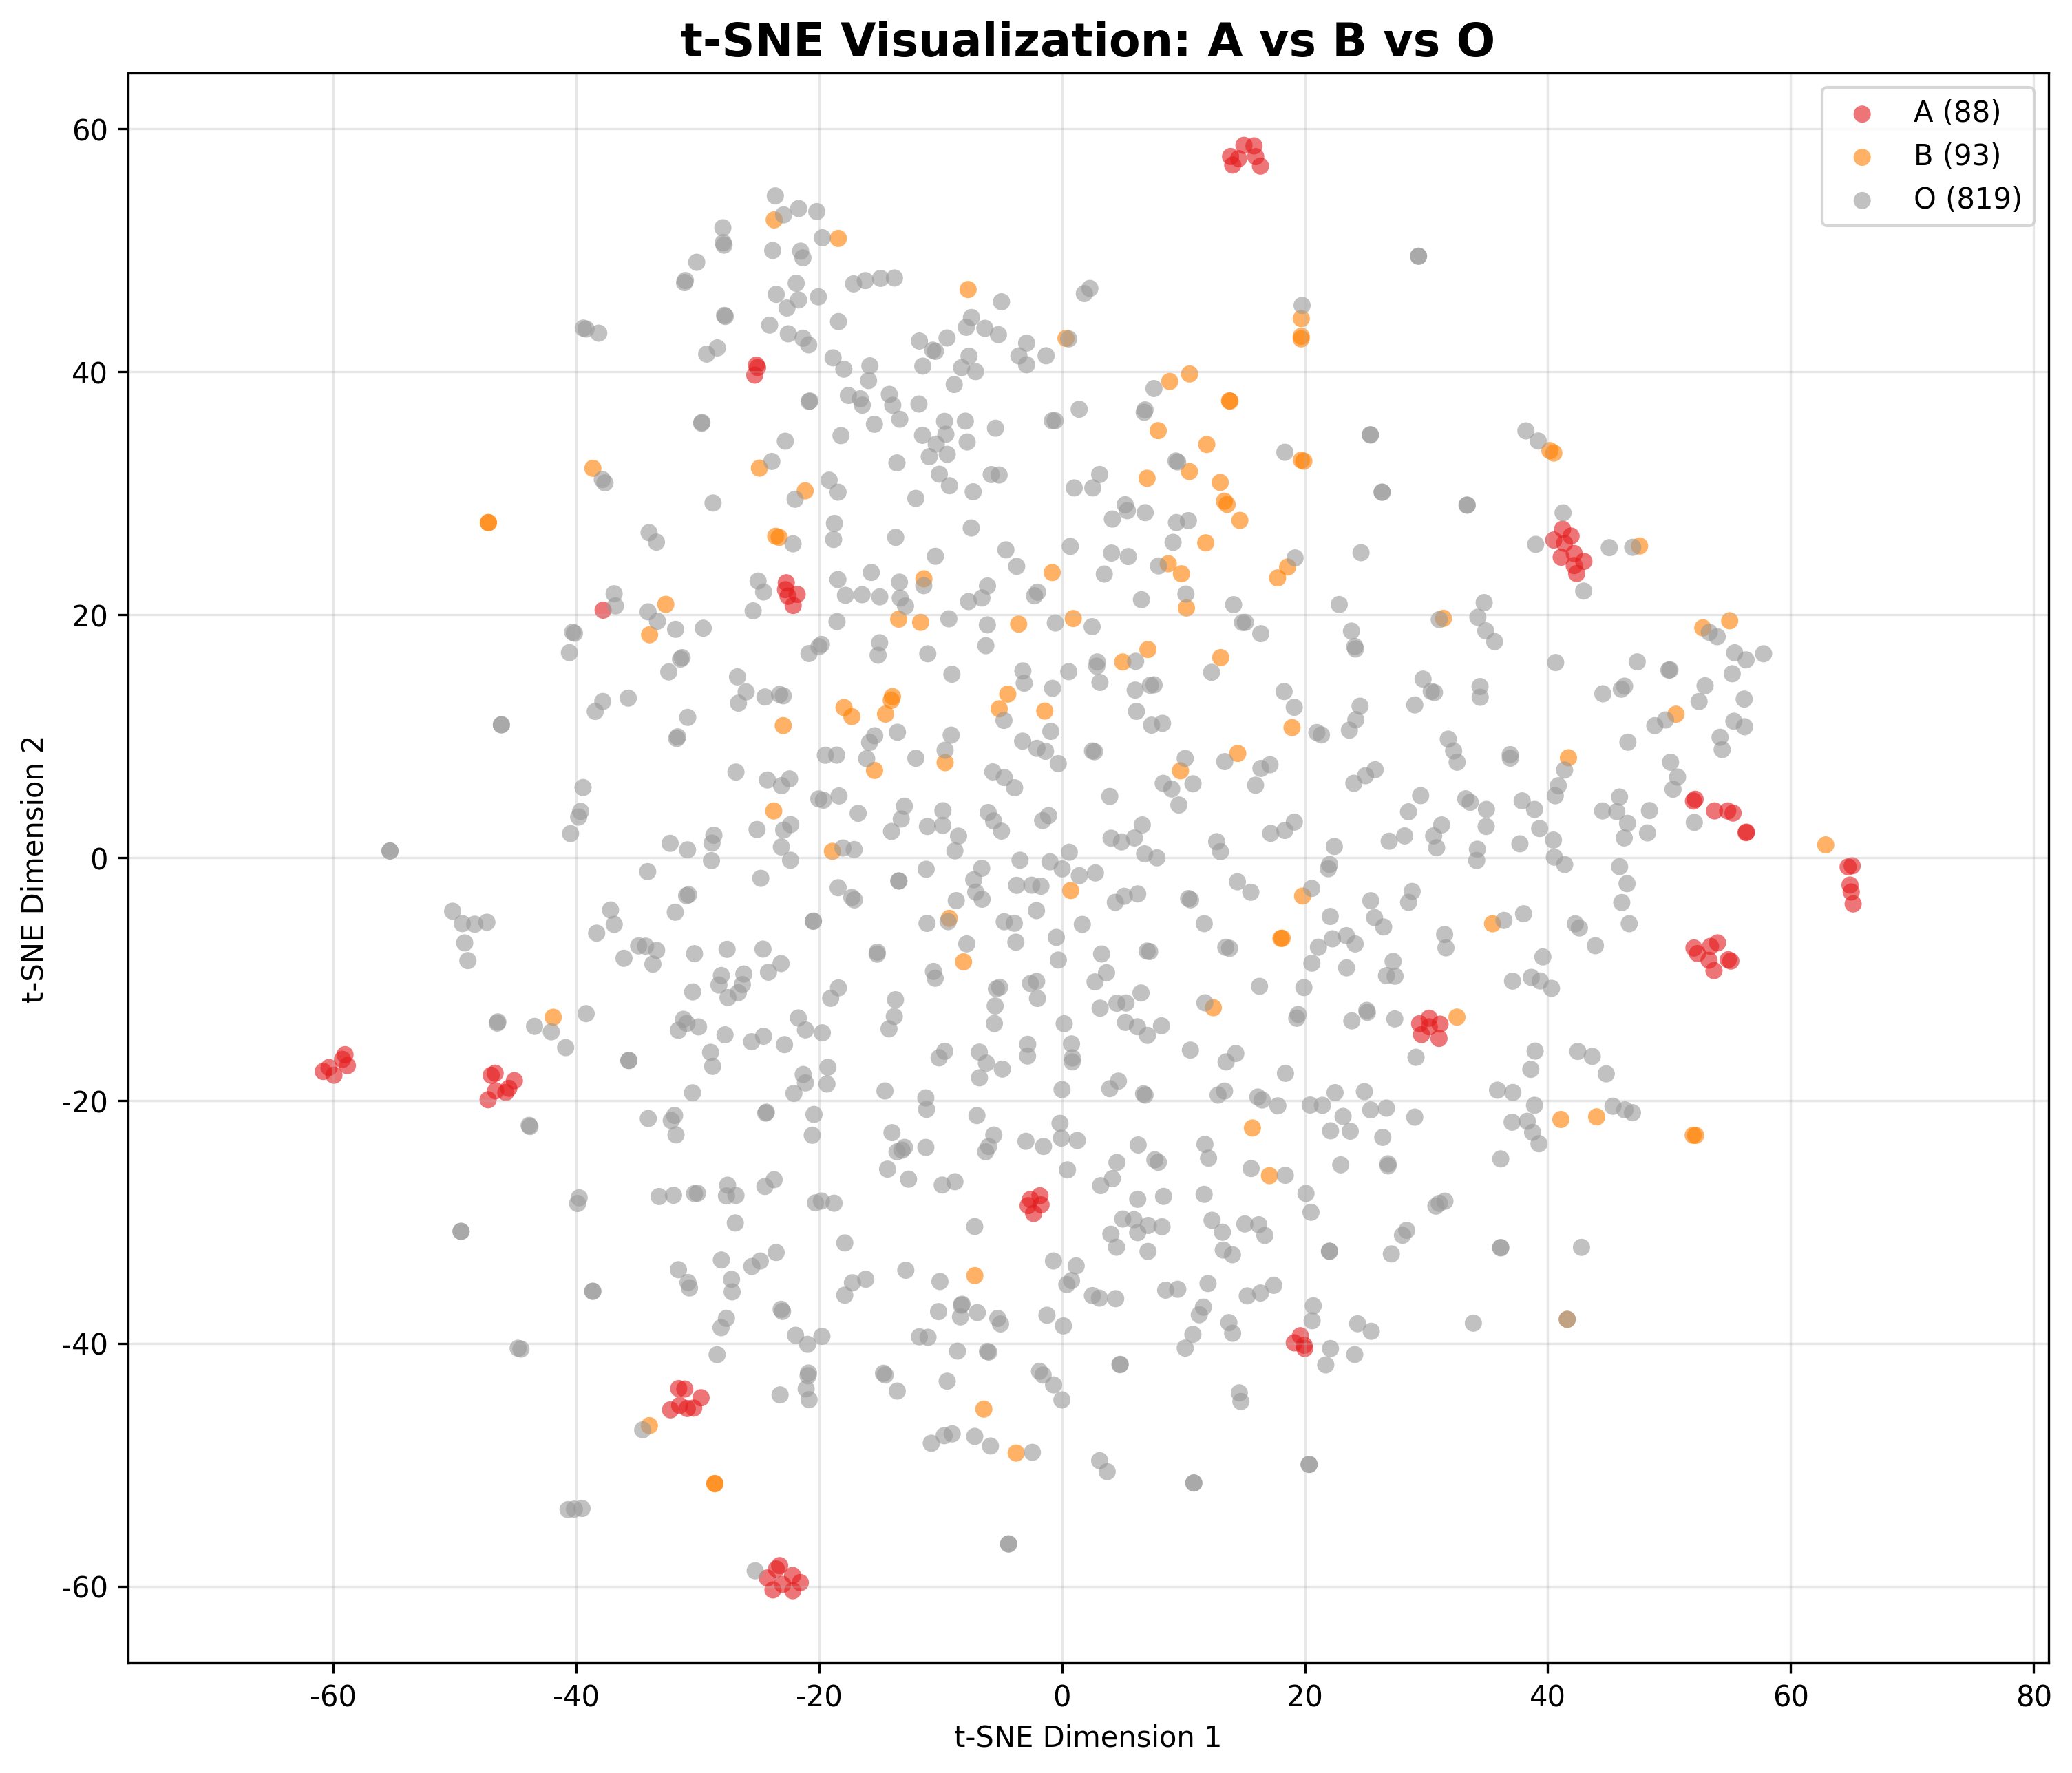 t-SNE Visualization: A vs B vs O
A (88)
B (93)
O (819)
60
40
20
0
-20
-40
-60
t-SNE Dimension 2
-60 -40 -20 0 20 40 60 80
t-SNE Dimension 1